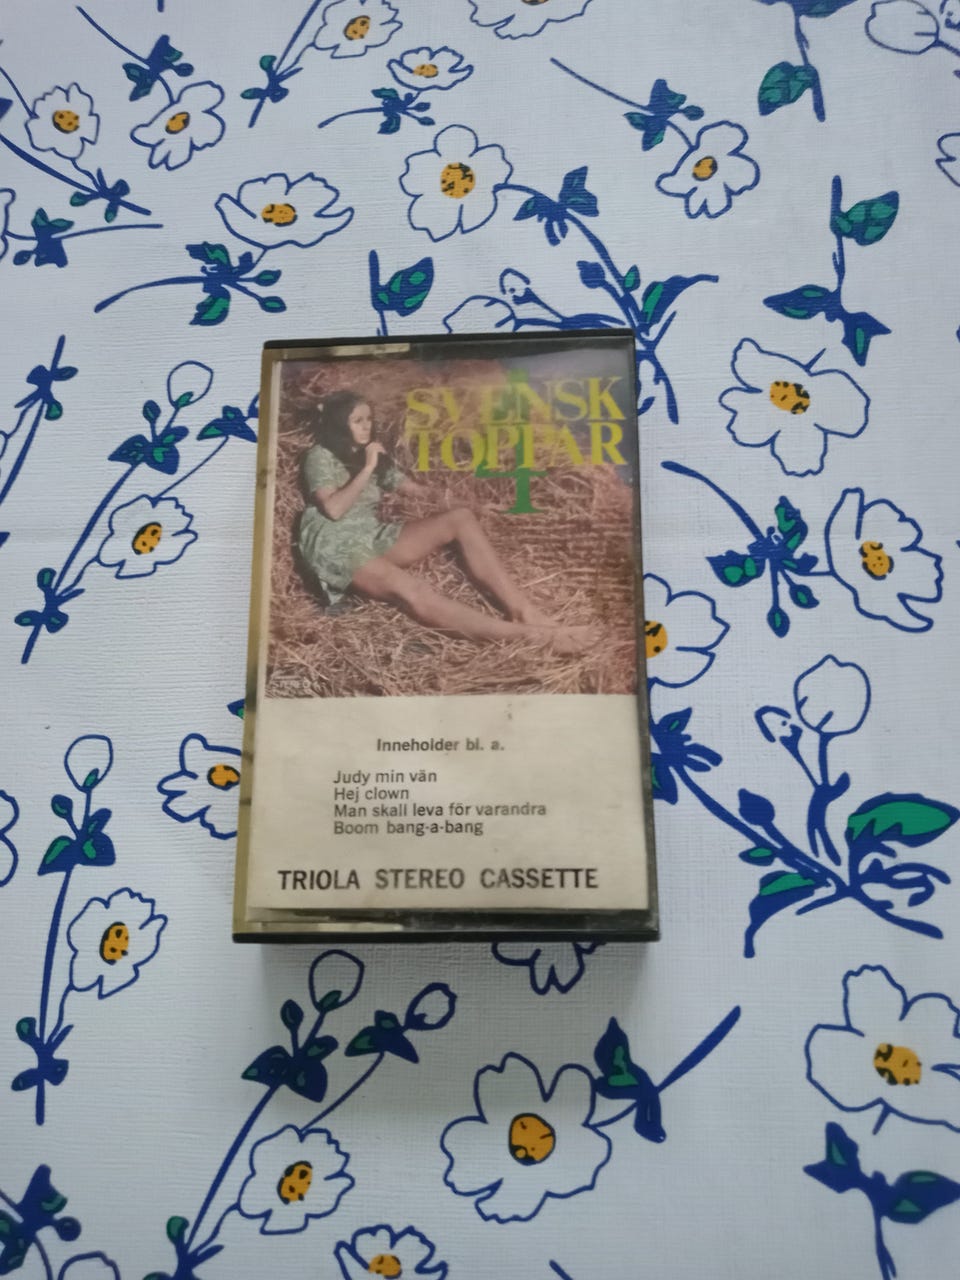 SVENSK
TOPPAR
4
Inneholder bl. a.
Judy min vän
Hej clown
Man skall leva för varandra
Boom bang-a-bang
TRIOLA STEREO CASSETTE